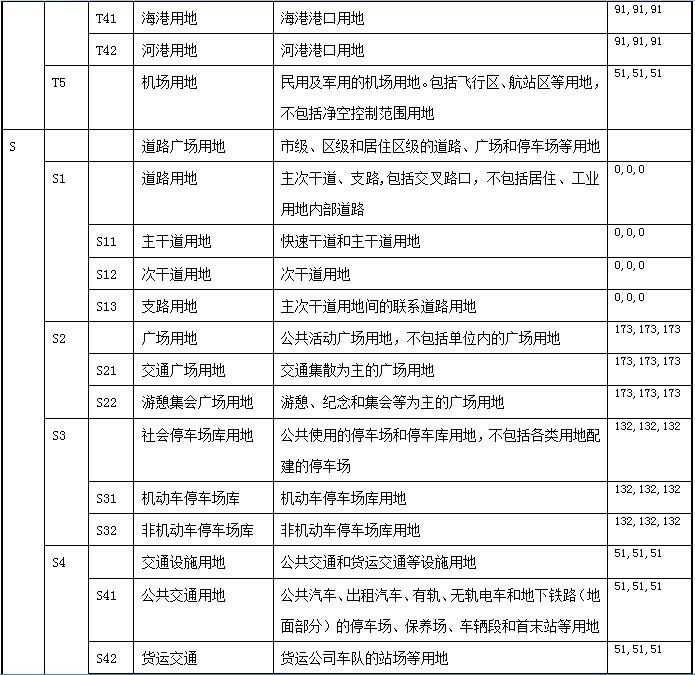 T41 海港用地 海港港口用地 91,91,91
T42 河港用地 河港港口用地 91,91,91
T5 机场用地 民用及军用的机场用地。包括飞行区、航站区等用地， 51,51,51
不包括净空控制范围用地
S 道路广场用地 市级、区级和居住区级的道路、广场和停车场等用地
S1 道路用地 主次干道、支路,包括交叉路口，不包括居住、工业 0,0,0
用地内部道路
S11 主干道用地 快速干道和主干道用地 0,0,0
S12 次干道用地 次干道用地 0,0,0
S13 支路用地 主次干道用地间的联系道路用地 0,0,0
S2 广场用地 公共活动广场用地，不包括单位内的广场用地 173,173,173
S21 交通广场用地 交通集散为主的广场用地 173,173,173
S22 游憩集会广场用地 游憩、纪念和集会等为主的广场用地 173,173,173
S3 社会停车场库用地 公共使用的停车场和停车库用地，不包括各类用地配 132,132,132
建的停车场
S31 机动车停车场库 机动车停车场库用地 132,132,132
S32 非机动车停车场库 非机动车停车场库用地 132,132,132
S4 交通设施用地 公共交通和货运交通等设施用地 51,51,51
S41 公共交通用地 公共汽车、出租汽车、有轨、无轨电车和地下铁路（地 51,51,51
面部分）的停车场、保养场、车辆段和首末站等用地
S42 货运交通 货运公司车队的站场等用地 51,51,51